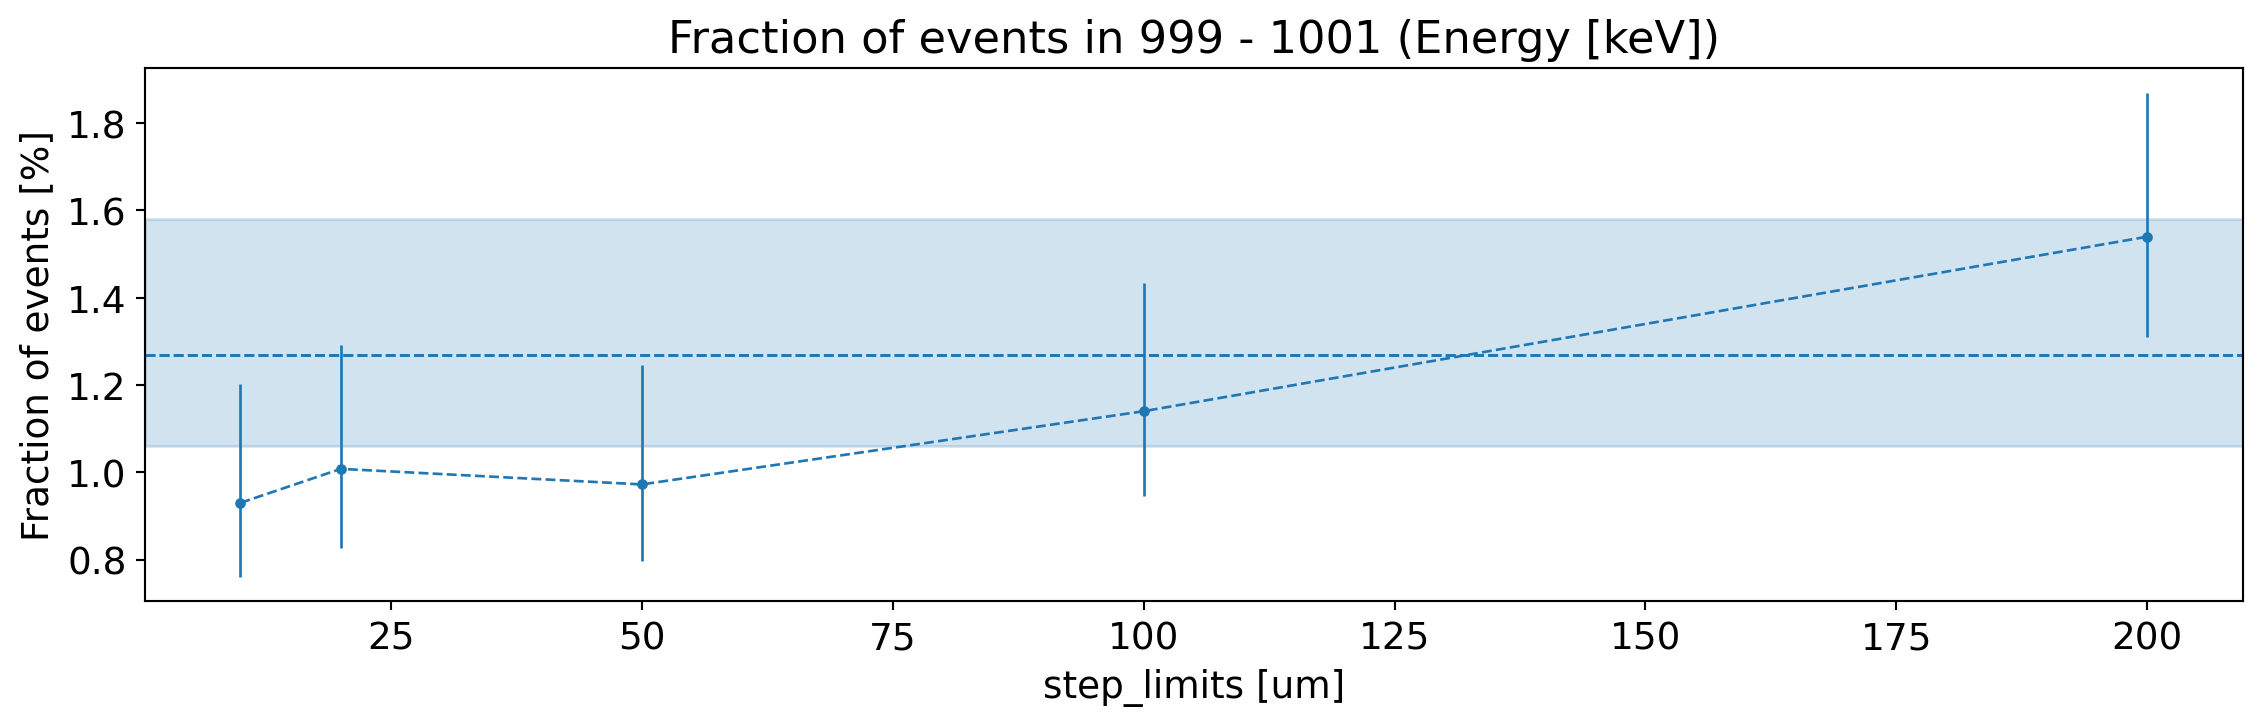 Fraction of events in 999 - 1001 (Energy [keV])
Fraction of events [%]
1.8
1.6
1.4
1.2
1.0
0.8
25 50 75 100 125 150 175 200
step_limits [um]